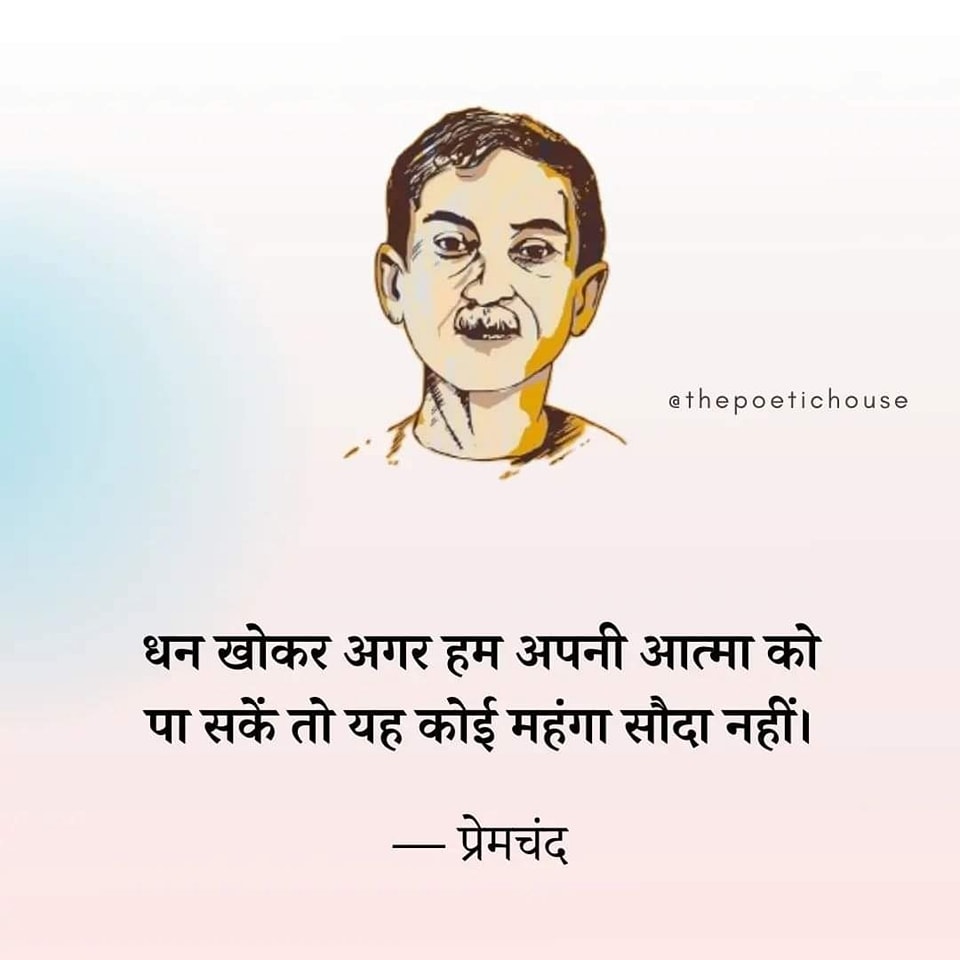 @thepoetichouse
धन खोकर अगर हम अपनी आत्मा को
पा सकें तो यह कोई महंगा सौदा नहीं।
— प्रेमचंद